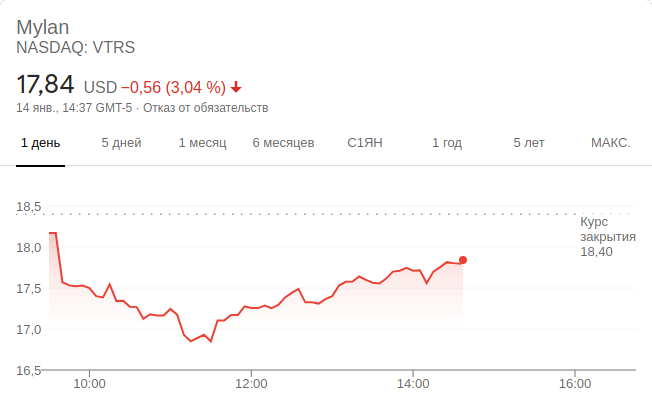 Mylan
NASDAQ: VTRS
17,84 USD −0,56 (3,04 %)
14 янв., 14:37 GMT-5 · Отказ от обязательств
1 день 5 дней 1 месяц 6 месяцев С1ЯН 1 год 5 лет МАКС.
18,5
Курс
закрытия
18,40
18,0
17,5
17,0
16,5
10:00 12:00 14:00 16:00